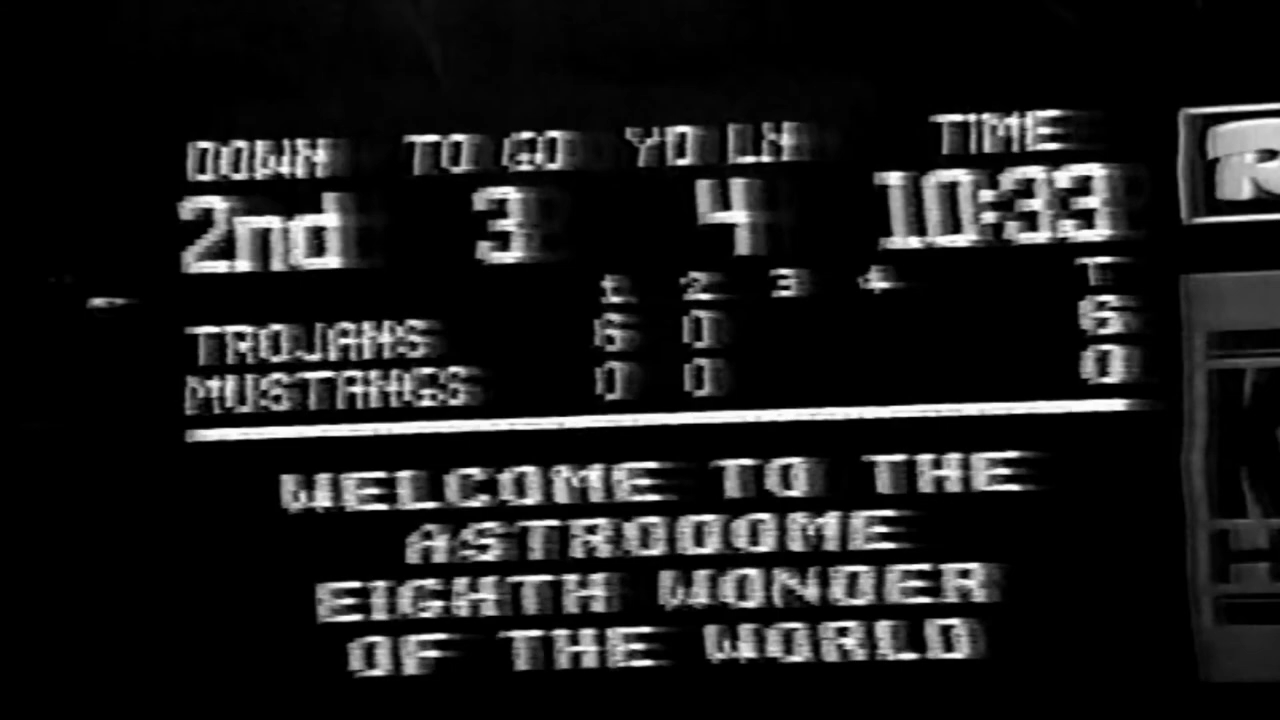 DOWN TO GO YD LN TIME
2nd 3 4 10:33
1 2 3 4 T
TROJANS 6 0 6
MUSTANGS 0 0 0
WELCOME TO THE
ASTRODOME
EIGHTH WONDER
OF THE WORLD